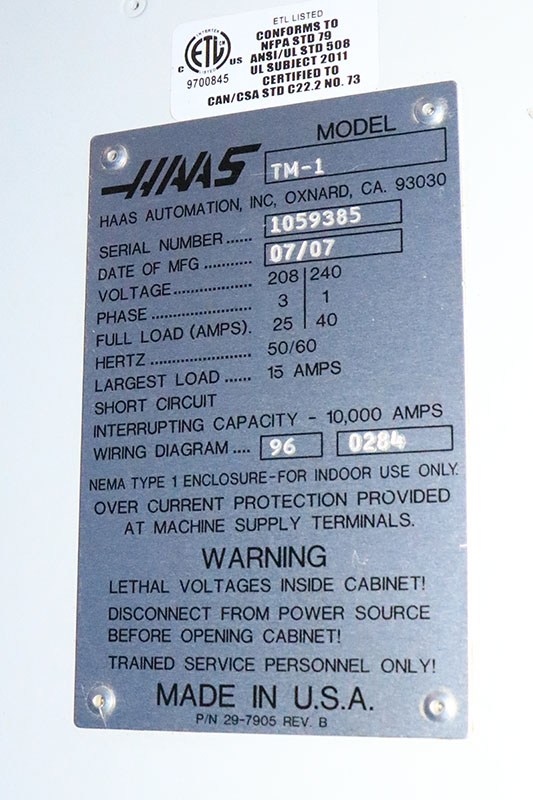 ETL LISTED
CONFORMS TO
NFPA STD 79
ANSI/UL STD 508
UL SUBJECT 2011
CERTIFIED TO
CAN/CSA STD C22.2 NO. 73
C ETL US
LISTED
9700845
MODEL
HAAS TM-1
HAAS AUTOMATION, INC, OXNARD, CA. 93030
SERIAL NUMBER...... 1059385
DATE OF MFG ........... 07/07
VOLTAGE.................. 208 | 240
PHASE ....................... 3 | 1
FULL LOAD (AMPS). 25 | 40
HERTZ ....................... 50/60
LARGEST LOAD ...... 15 AMPS
SHORT CIRCUIT
INTERRUPTING CAPACITY - 10,000 AMPS
WIRING DIAGRAM .... 96 0284
NEMA TYPE 1 ENCLOSURE-FOR INDOOR USE ONLY.
OVER CURRENT PROTECTION PROVIDED
AT MACHINE SUPPLY TERMINALS.
WARNING
LETHAL VOLTAGES INSIDE CABINET!
DISCONNECT FROM POWER SOURCE
BEFORE OPENING CABINET!
TRAINED SERVICE PERSONNEL ONLY!
MADE IN U.S.A.
P/N 29-7905 REV. B